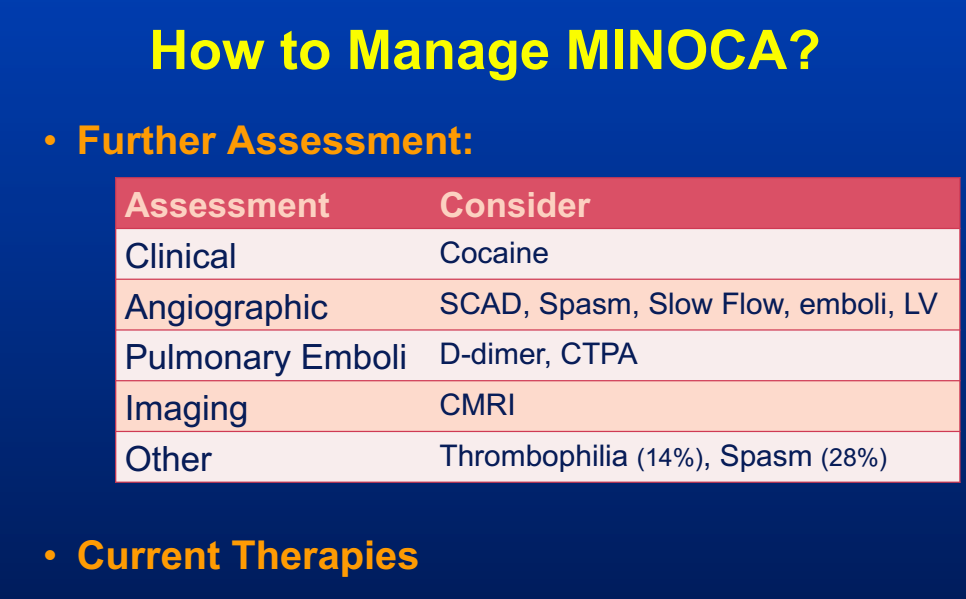 How to Manage MINOCA?
• Further Assessment:
Assessment Consider
Clinical Cocaine
Angiographic SCAD, Spasm, Slow Flow, emboli, LV
Pulmonary Emboli D-dimer, CTPA
Imaging CMRI
Other Thrombophilia (14%), Spasm (28%)
• Current Therapies